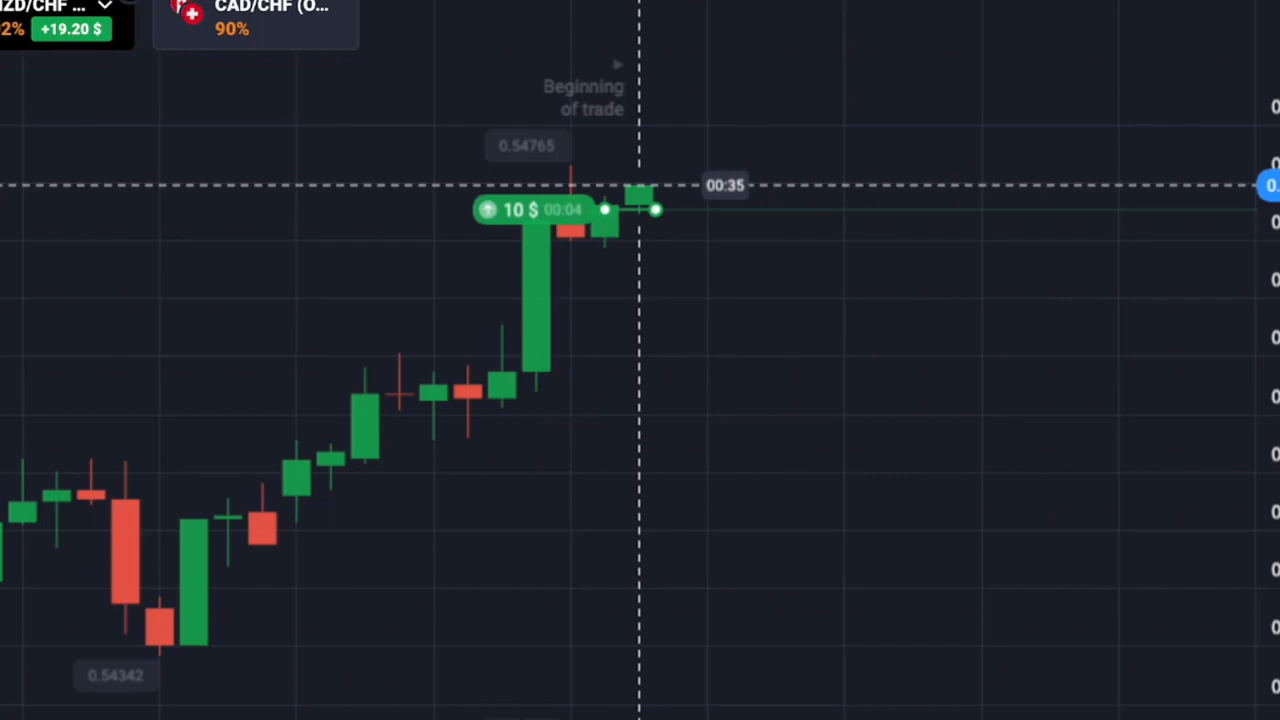 ZD/CHF ...
CAD/CHF (O...
2%
+19.20 $
90%
Beginning
of trade
0.54765
00:35
0.
10 $ 00:04
0.54342